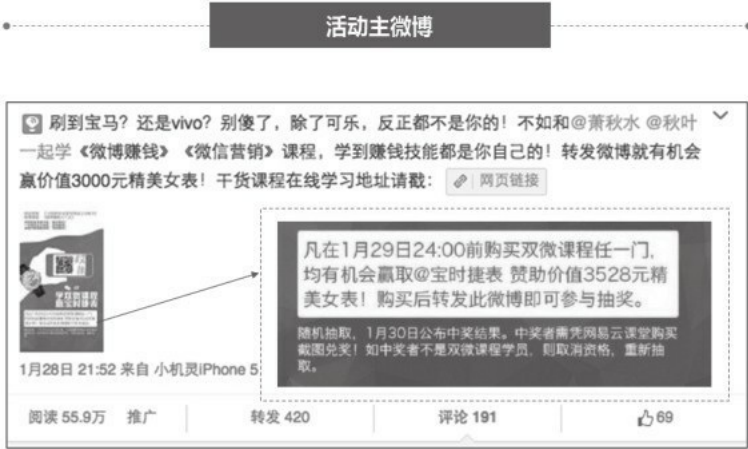 活动主微博
刷到宝马？还是vivo？别傻了，除了可乐，反正都不是你的！不如和@萧秋水 @秋叶
一起学《微博赚钱》《微信营销》课程，学到赚钱技能都是你自己的！转发微博就有机会
赢价值3000元精美女表！干货课程在线学习地址请戳： 网页链接
凡在1月29日24:00前购买双微课程任一门，
均有机会赢取@宝时捷表 赞助价值3528元精
美女表！购买后转发此微博即可参与抽奖。
随机抽取，1月30日公布中奖结果。中奖者需凭网易云课堂购买
截图兑奖！如中奖者不是双微课程学员，则取消资格，重新抽
取。
1月28日 21:52 来自 小机灵iPhone 5
阅读 55.9万 推广 转发 420 评论 191 69